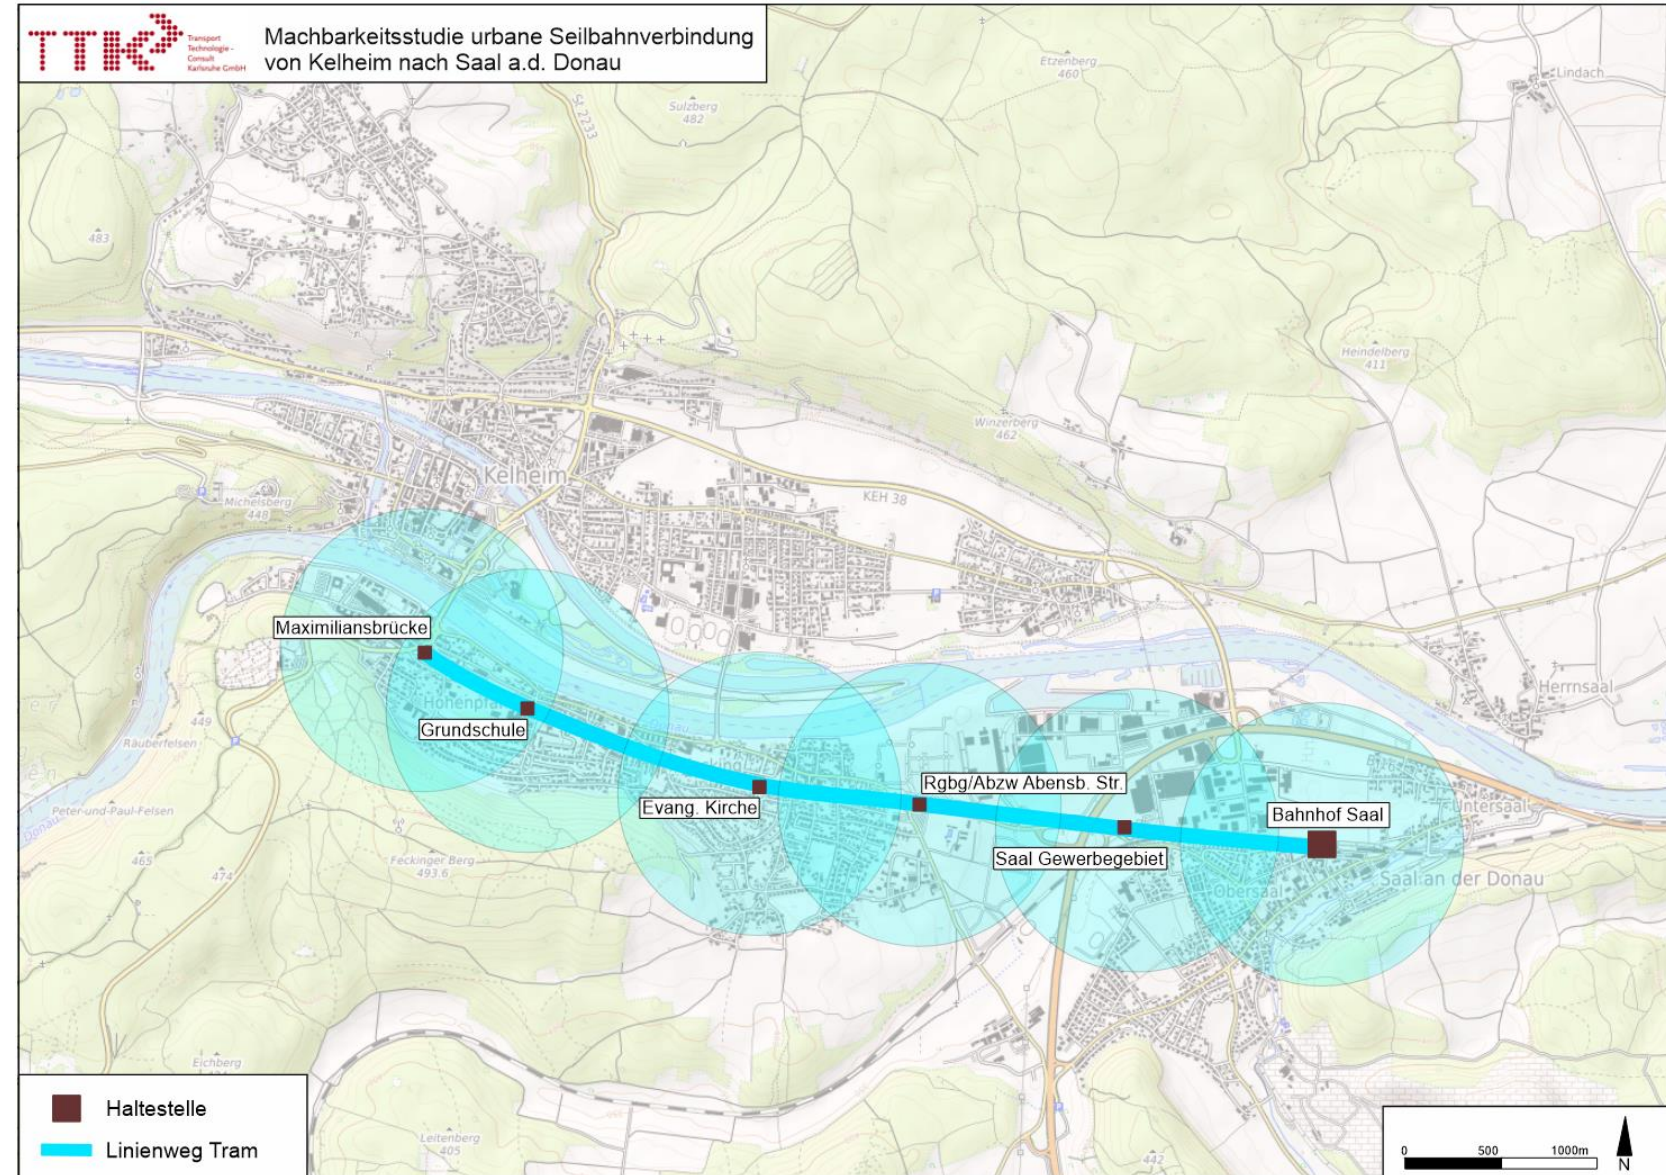 TTK
Transport
Technologie -
Consult
Karlsruhe GmbH
Machbarkeitsstudie urbane Seilbahnverbindung
von Kelheim nach Saal a.d. Donau
Etzenberg
460
Lindach
Sulzberg
482
St 2233
483
Heindelberg
411
Winzerberg
462
Kelheim
KEH 38
Michelsberg
448
Maximiliansbrücke
Herrnsaal
449
Räuberfelsen
Grundschule
Donau
Peter-und-Paul-Felsen
Donau
Evang. Kirche
Rgbg/Abzw Abensb. Str.
Bahnhof Saal
Untersaal
465
474
Feckinger Berg
493.6
Saal Gewerbegebiet
Obersaal
Saal an der Donau
Eichberg
Leitenberg
405
442
Haltestelle
Linienweg Tram
0 500 1000m
N